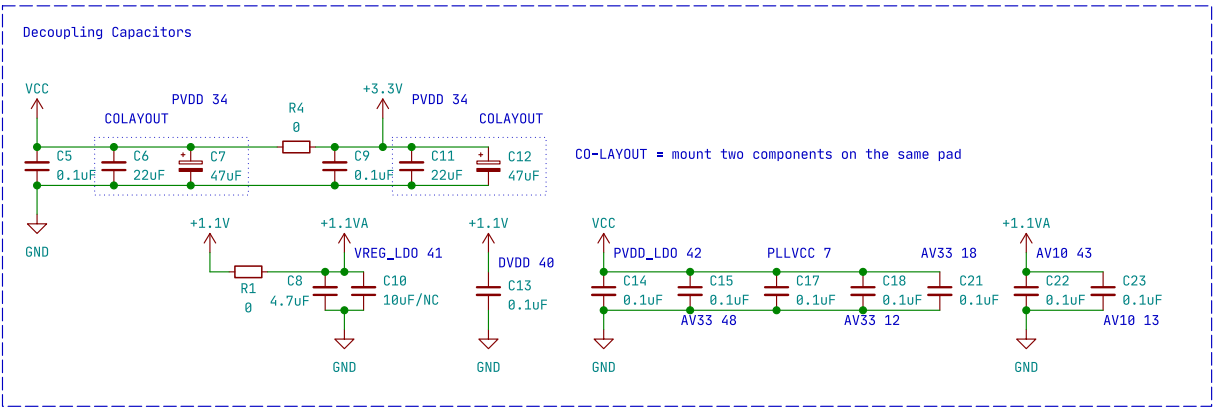 Decoupling Capacitors
VCC
PVDD 34
COLAYOUT
R4
0
+3.3V
PVDD 34
COLAYOUT
C5
0.1uF
C6
22uF
+
C7
47uF
C9
0.1uF
C11
22uF
+
C12
47uF
CO-LAYOUT = mount two components on the same pad
GND
+1.1V
R1
0
+1.1VA
VREG_LDO 41
C8
4.7uF
C10
10uF/NC
GND
+1.1V
DVDD 40
C13
0.1uF
GND
VCC
PVDD_LDO 42
PLLVCC 7
AV33 18
C14
0.1uF
C15
0.1uF
C17
0.1uF
C18
0.1uF
C21
0.1uF
AV33 48
AV33 12
GND
+1.1VA
AV10 43
C22
0.1uF
C23
0.1uF
AV10 13
GND